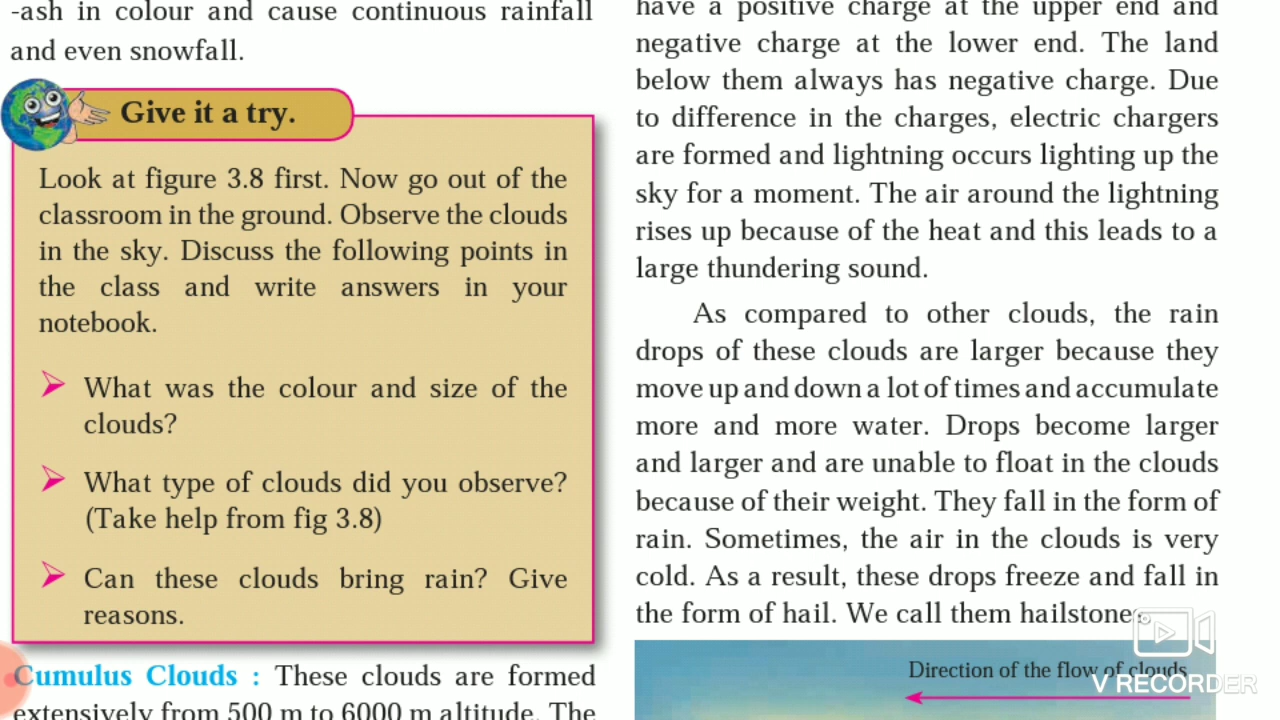 -ash in colour and cause continuous rainfall
and even snowfall.
Give it a try.
Look at figure 3.8 first. Now go out of the
classroom in the ground. Observe the clouds
in the sky. Discuss the following points in
the class and write answers in your
notebook.
What was the colour and size of the
clouds?
What type of clouds did you observe?
(Take help from fig 3.8)
Can these clouds bring rain? Give
reasons.
Cumulus Clouds : These clouds are formed
extensively from 500 m to 6000 m altitude. The
have a positive charge at the upper end and
negative charge at the lower end. The land
below them always has negative charge. Due
to difference in the charges, electric chargers
are formed and lightning occurs lighting up the
sky for a moment. The air around the lightning
rises up because of the heat and this leads to a
large thundering sound.
As compared to other clouds, the rain
drops of these clouds are larger because they
move up and down a lot of times and accumulate
more and more water. Drops become larger
and larger and are unable to float in the clouds
because of their weight. They fall in the form of
rain. Sometimes, the air in the clouds is very
cold. As a result, these drops freeze and fall in
the form of hail. We call them hailstones.
Direction of the flow of clouds
V RECORDER